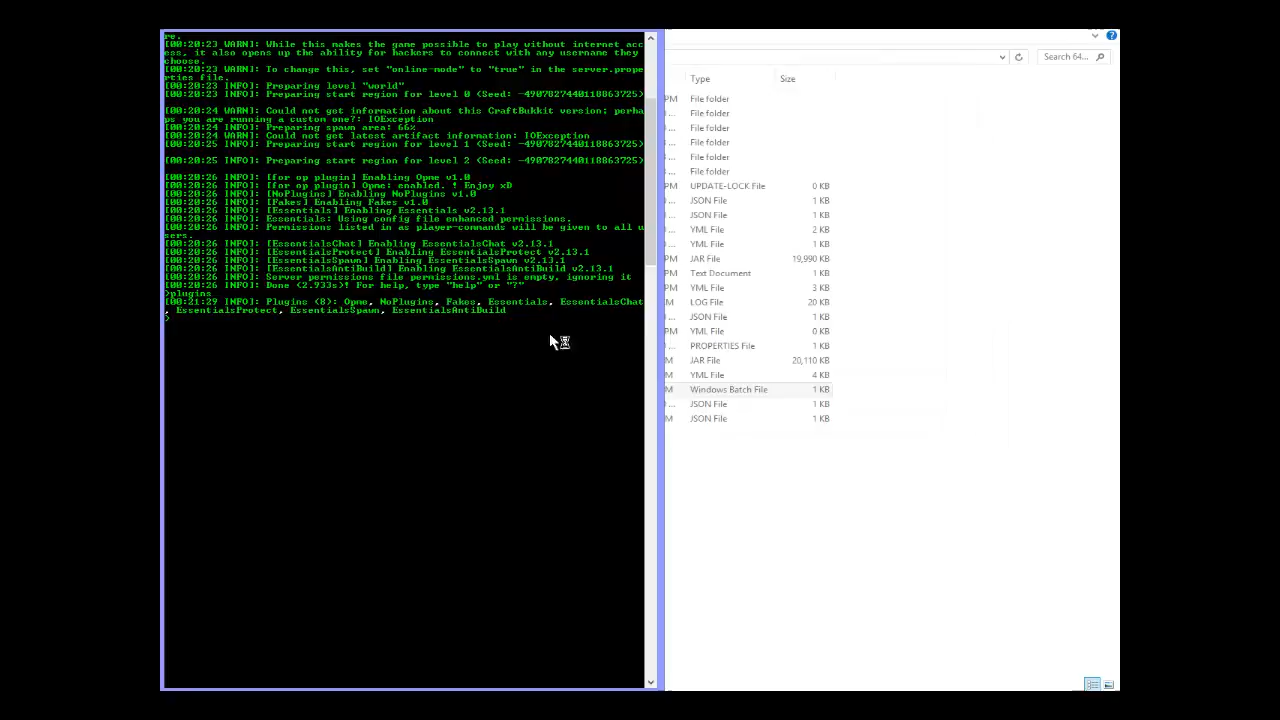 re.
[00:20:23 WARN]: While this makes the game possible to play without internet acc
ess, it also opens up the ability for hackers to connect with any username they
choose.
[00:20:23 WARN]: To change this, set "online-mode" to "true" in the server.prope
rties file.
[00:20:23 INFO]: Preparing level "world"
[00:20:23 INFO]: Preparing start region for level 0 (Seed: -4907827440118863725)
[00:20:24 WARN]: Could not get information about this CraftBukkit version; perha
ps you are running a custom one?: IOException
[00:20:24 INFO]: Preparing spawn area: 66%
[00:20:24 WARN]: Could not get latest artifact information: IOException
[00:20:25 INFO]: Preparing start region for level 1 (Seed: -4907827440118863725)
[00:20:25 INFO]: Preparing start region for level 2 (Seed: -4907827440118863725)
[00:20:26 INFO]: [for op plugin] Enabling Opme v1.0
[00:20:26 INFO]: [for op plugin] Opme: enabled. ! Enjoy xD
[00:20:26 INFO]: [NoPlugins] Enabling NoPlugins v1.0
[00:20:26 INFO]: [Fakes] Enabling Fakes v1.0
[00:20:26 INFO]: [Essentials] Enabling Essentials v2.13.1
[00:20:26 INFO]: Essentials: Using config file enhanced permissions.
[00:20:26 INFO]: Permissions listed in as player-commands will be given to all u
sers.
[00:20:26 INFO]: [EssentialsChat] Enabling EssentialsChat v2.13.1
[00:20:26 INFO]: [EssentialsProtect] Enabling EssentialsProtect v2.13.1
[00:20:26 INFO]: [EssentialsSpawn] Enabling EssentialsSpawn v2.13.1
[00:20:26 INFO]: [EssentialsAntiBuild] Enabling EssentialsAntiBuild v2.13.1
[00:20:26 INFO]: Server permissions file permissions.yml is empty, ignoring it
[00:20:26 INFO]: Done (2.933s)! For help, type "help" or "?"
>plugins
[00:21:29 INFO]: Plugins (8): Opme, NoPlugins, Fakes, Essentials, EssentialsChat
, EssentialsProtect, EssentialsSpawn, EssentialsAntiBuild
>
Search 64...
Type Size
PM File folder
... File folder
... File folder
... File folder
... File folder
... File folder
PM UPDATE-LOCK File 0 KB
... JSON File 1 KB
... JSON File 1 KB
... YML File 2 KB
PM YML File 1 KB
PM JAR File 19,990 KB
... Text Document 1 KB
PM YML File 3 KB
M LOG File 20 KB
... JSON File 1 KB
PM YML File 0 KB
... PROPERTIES File 1 KB
M JAR File 20,110 KB
M YML File 4 KB
M Windows Batch File 1 KB
... JSON File 1 KB
M JSON File 1 KB